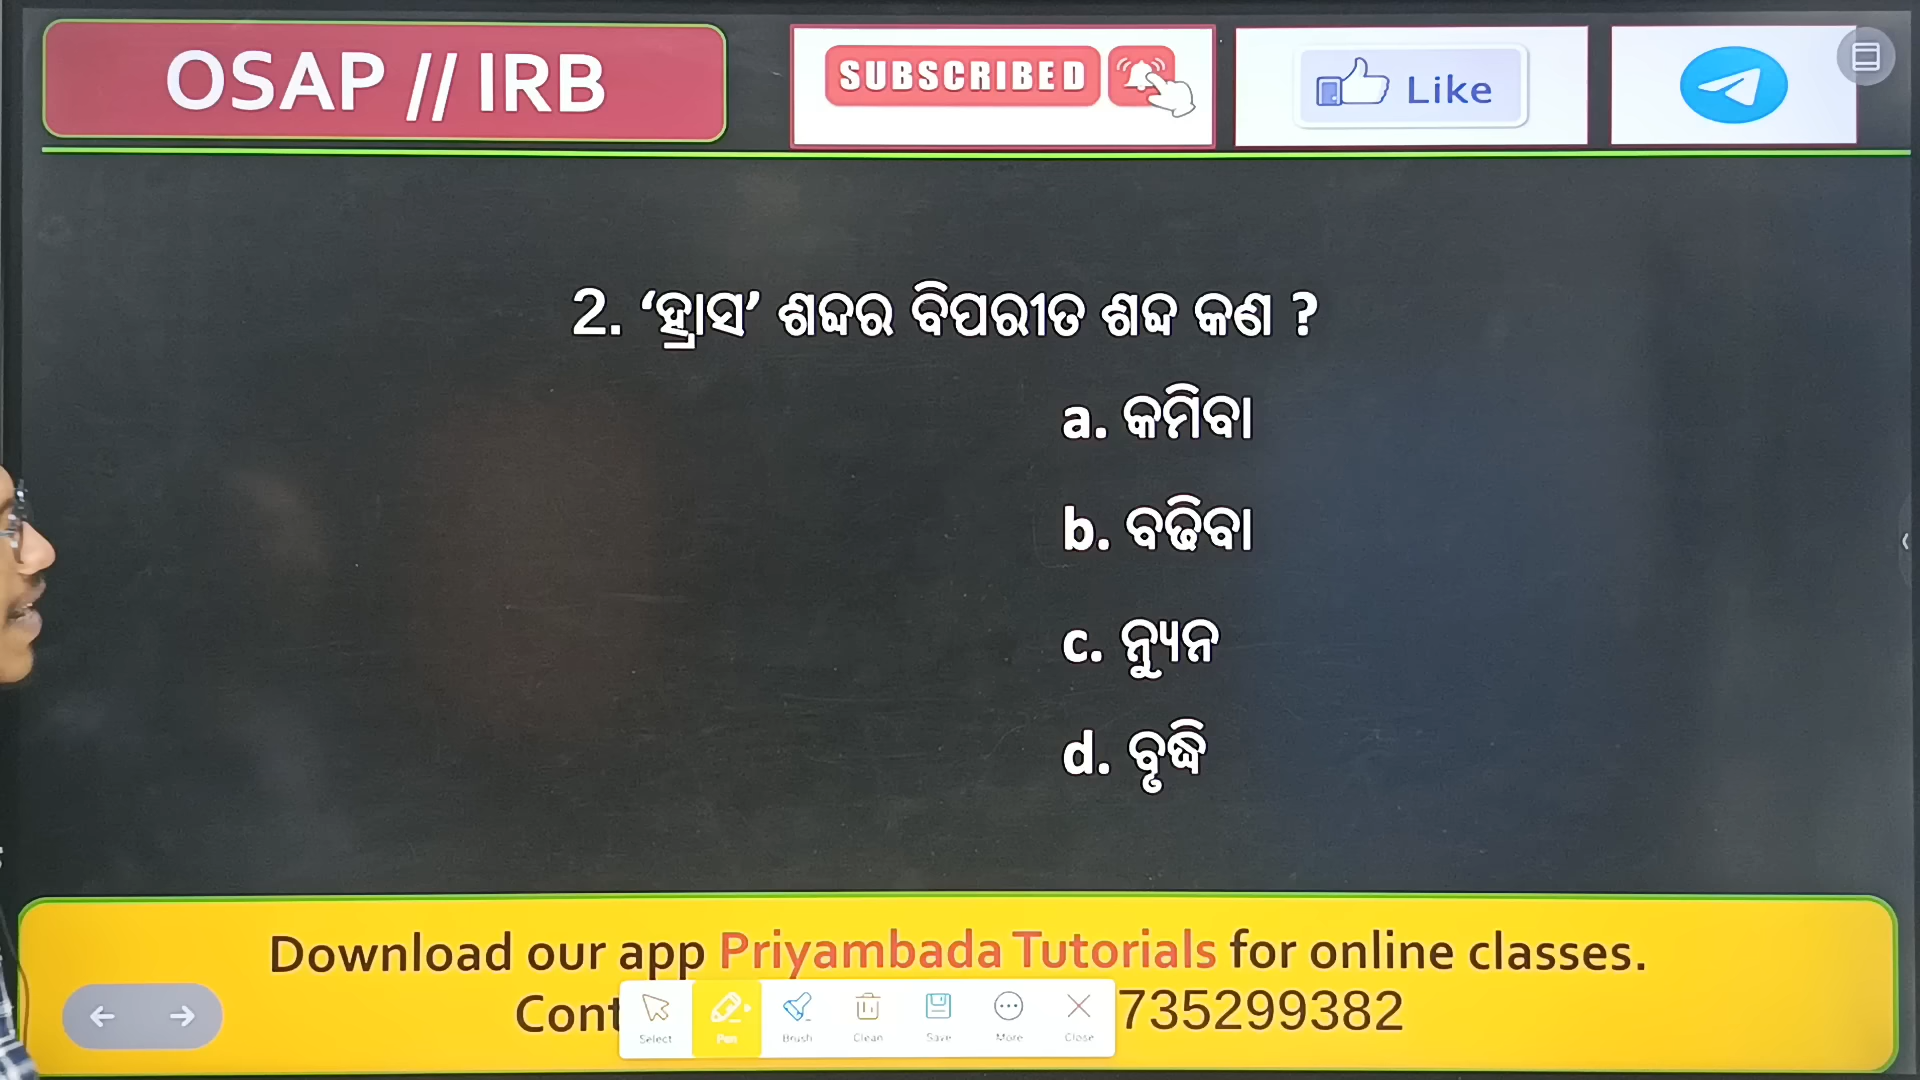 OSAP // IRB
SUBSCRIBED
Like
2. ‘ହ୍ରାସ’ ଶବ୍ଦର ବିପରୀତ ଶବ୍ଦ କଣ ?
a. କମିବା
b. ବଢିବା
c. ନ୍ୟୁନ
d. ବୃଦ୍ଧି
Download our app Priyambada Tutorials for online classes.
Cont 735299382
Select Pen Brush Clean Save More Close